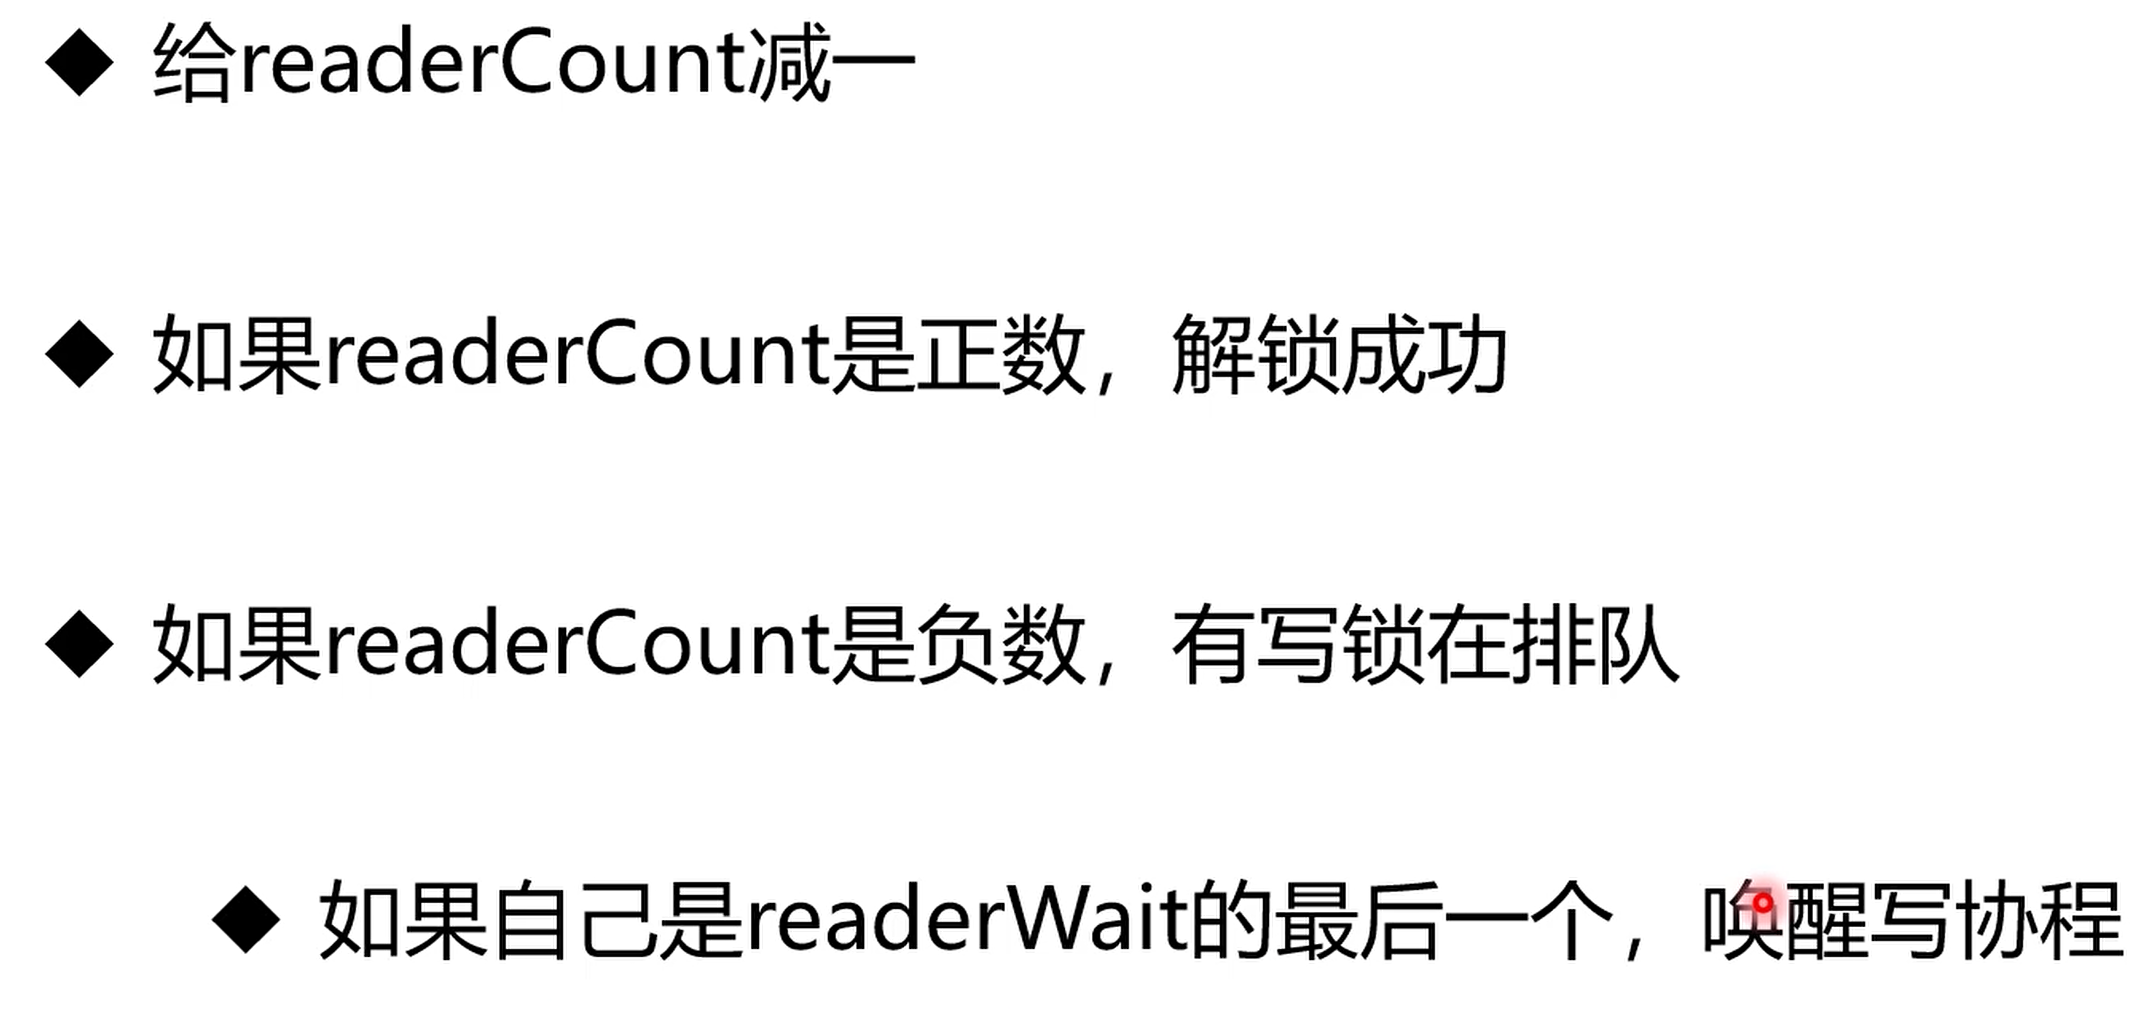 ◆ 给readerCount减一
◆ 如果readerCount是正数，解锁成功
◆ 如果readerCount是负数，有写锁在排队
◆ 如果自己是readerWait的最后一个，唤醒写协程